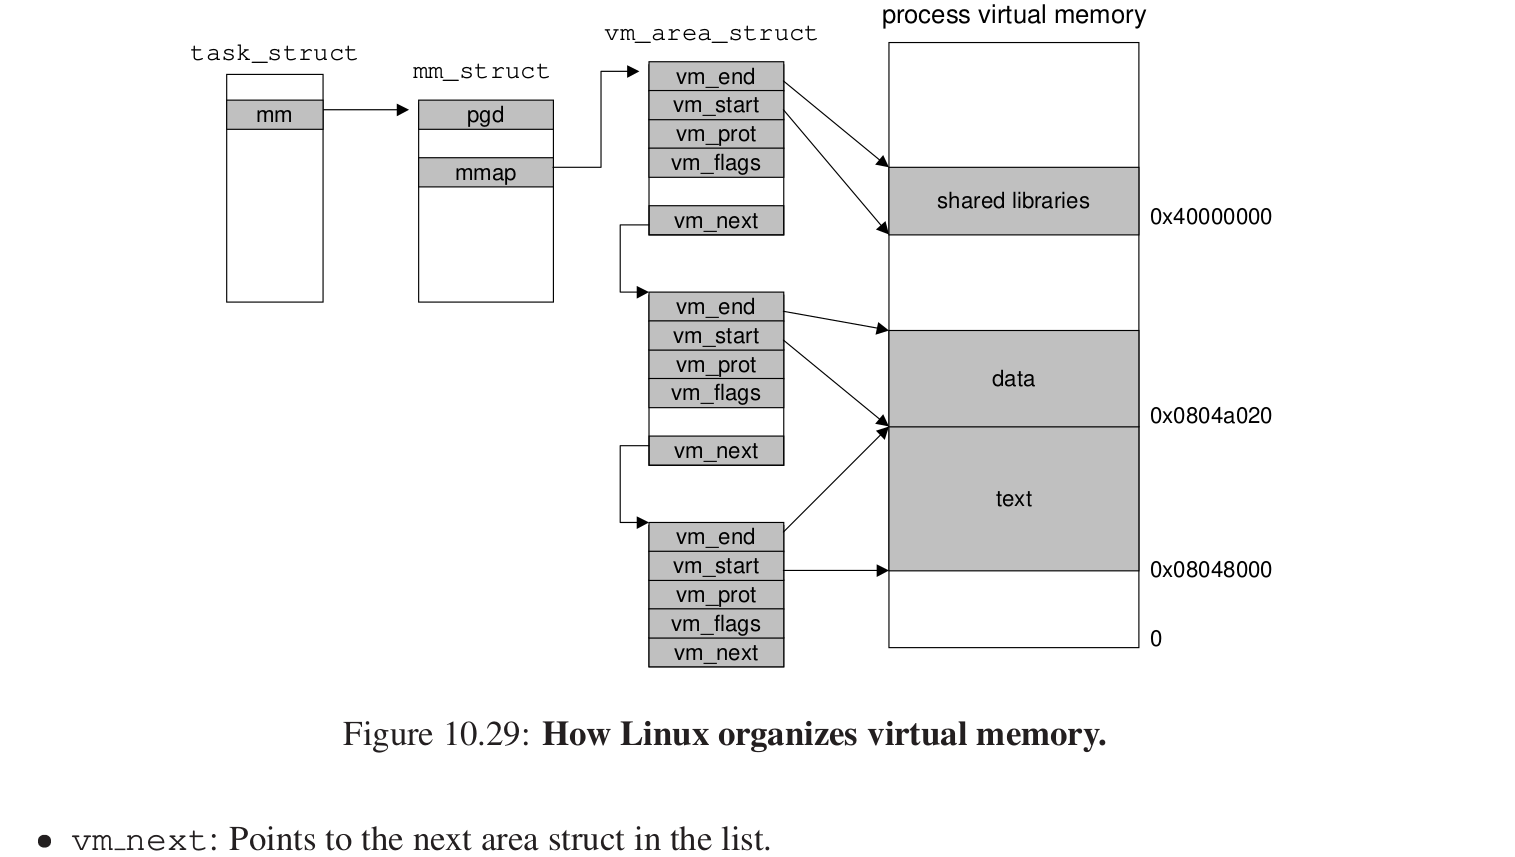 process virtual memory
task_struct
mm
mm_struct
pgd
mmap
vm_area_struct
vm_end
vm_start
vm_prot
vm_flags
vm_next
vm_end
vm_start
vm_prot
vm_flags
vm_next
vm_end
vm_start
vm_prot
vm_flags
vm_next
shared libraries
0x40000000
data
0x0804a020
text
0x08048000
0
Figure 10.29: How Linux organizes virtual memory.
• vm_next: Points to the next area struct in the list.